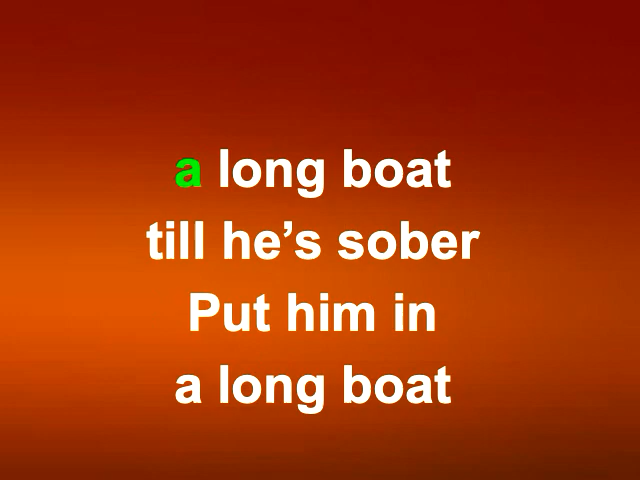 a long boat
till he’s sober
Put him in
a long boat